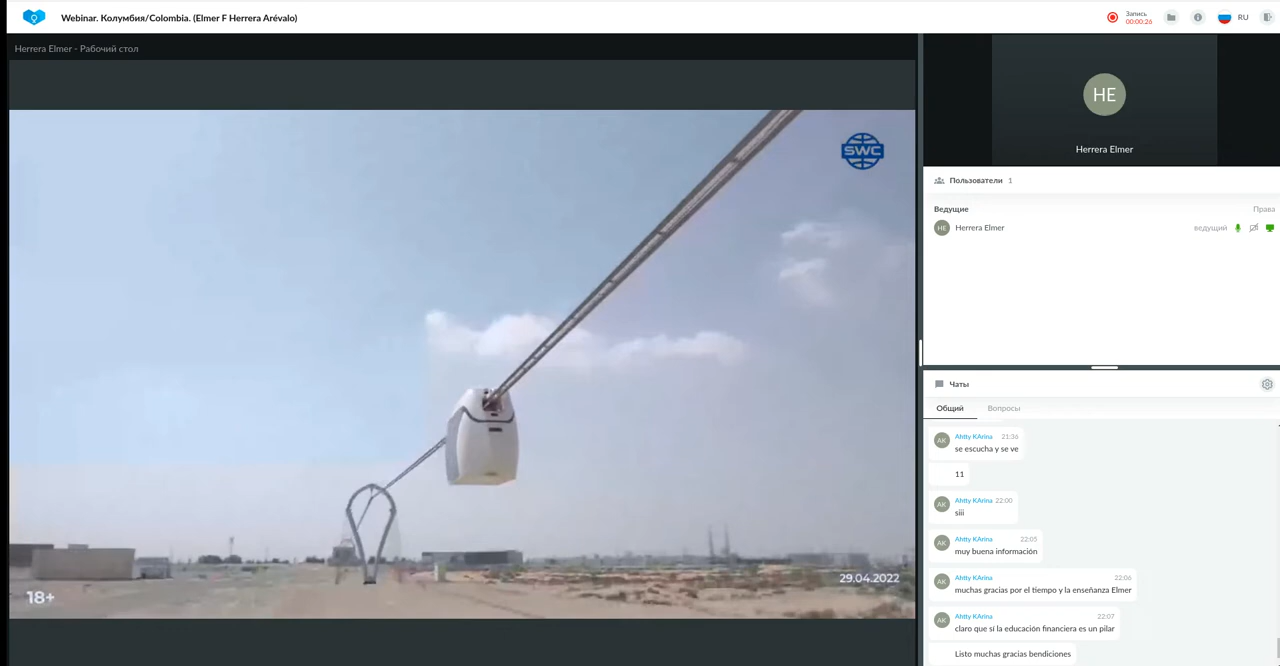 Webinar. Колумбия/Colombia. (Elmer F Herrera Arévalo)
Запись
00:00:26
RU
Herrera Elmer - Рабочий стол
SWC
29.04.2022
18+
HE
Herrera Elmer
Пользователи 1
Ведущие Права
HE Herrera Elmer ведущий
Чаты
Общий Вопросы
AK Ahtty KArina 21:36
se escucha y se ve
11
AK Ahtty KArina 22:00
siii
AK Ahtty KArina 22:05
muy buena información
AK Ahtty KArina 22:06
muchas gracias por el tiempo y la enseñanza Elmer
AK Ahtty KArina 22:07
claro que sí la educación financiera es un pilar
Listo muchas gracias bendiciones